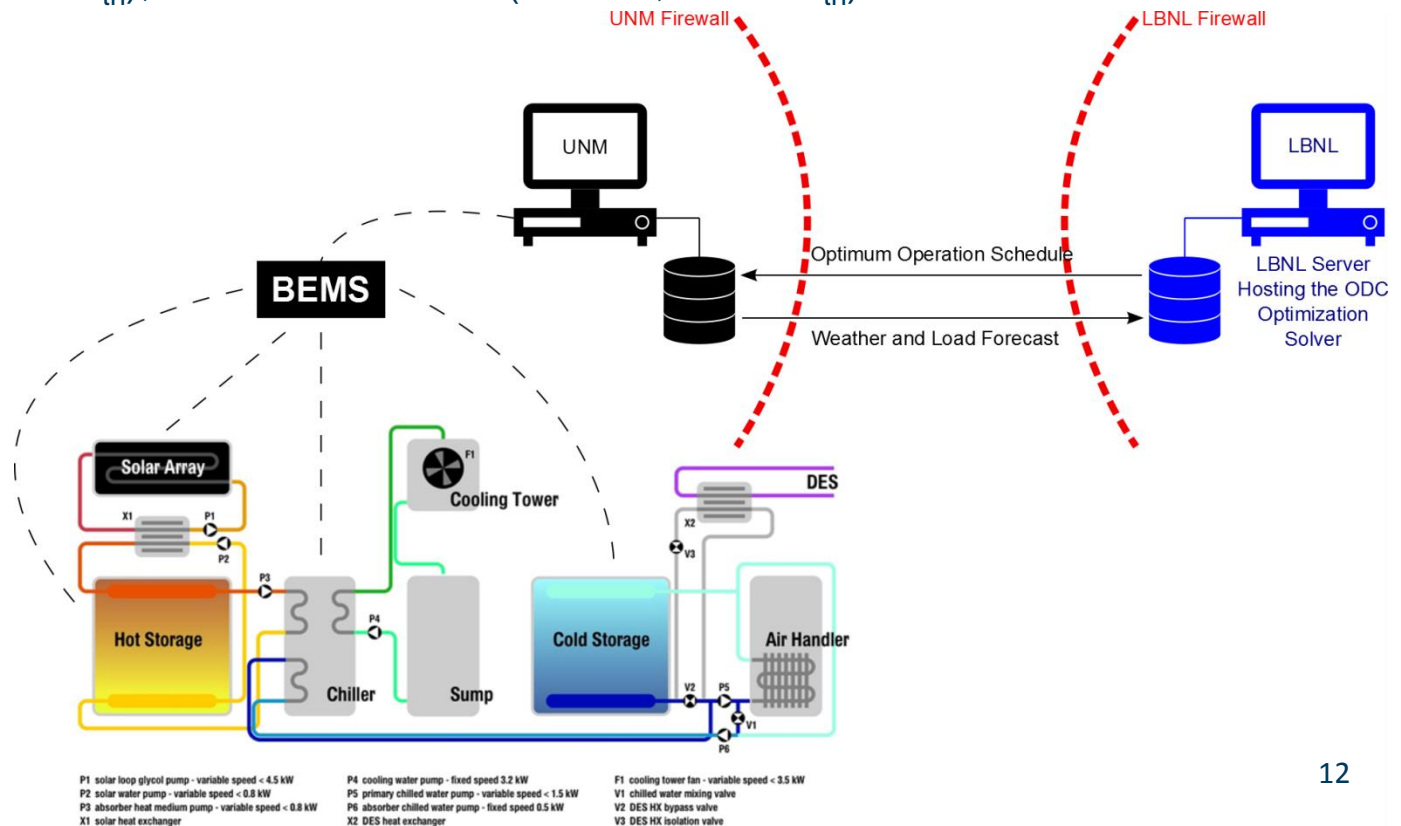 UNM Firewall
LBNL Firewall
UNM
LBNL
Optimum Operation Schedule
Weather and Load Forecast
LBNL Server
Hosting the ODC
Optimization
Solver
BEMS
Solar Array
X1
P1
P2
F1
Cooling Tower
DES
X2
V3
P3
P4
Hot Storage
Chiller
Sump
Cold Storage
Air Handler
V2
P5
V1
P6
P1 solar loop glycol pump - variable speed < 4.5 kW
P2 solar water pump - variable speed < 0.8 kW
P3 absorber heat medium pump - variable speed < 0.8 kW
X1 solar heat exchanger
P4 cooling water pump - fixed speed 3.2 kW
P5 primary chilled water pump - variable speed < 1.5 kW
P6 absorber chilled water pump - fixed speed 0.5 kW
X2 DES heat exchanger
F1 cooling tower fan - variable speed < 3.5 kW
V1 chilled water mixing valve
V2 DES HX bypass valve
V3 DES HX isolation valve
12